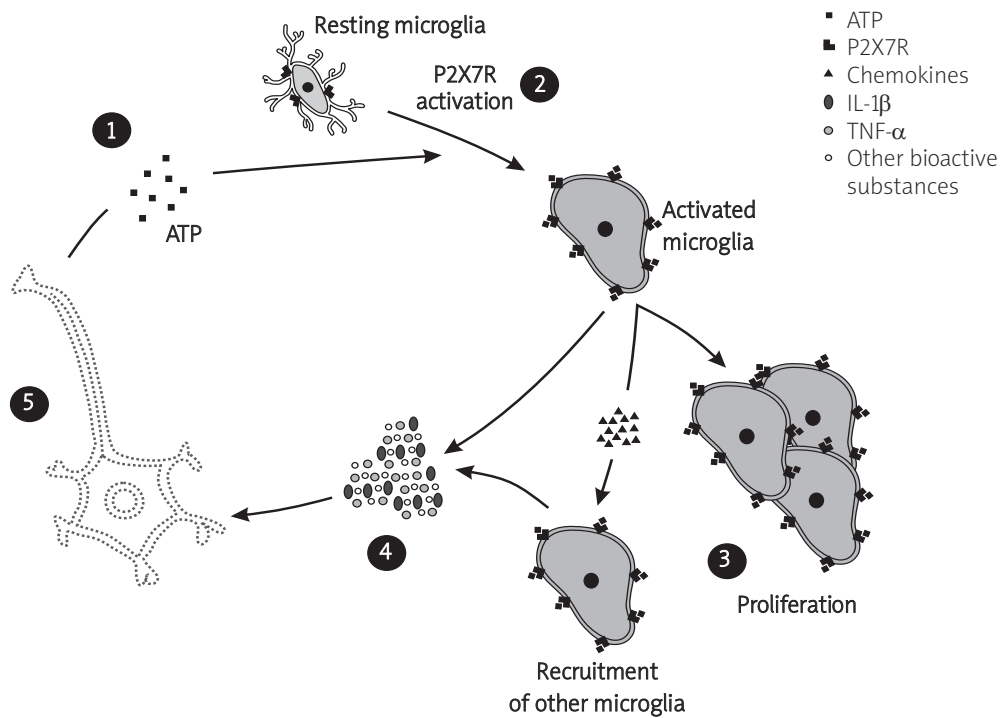 Resting microglia
P2X7R
activation
2
1
ATP
ATP
P2X7R
Chemokines
IL-1β
TNF-α
Other bioactive
substances
Activated
microglia
5
4
3
Proliferation
Recruitment
of other microglia